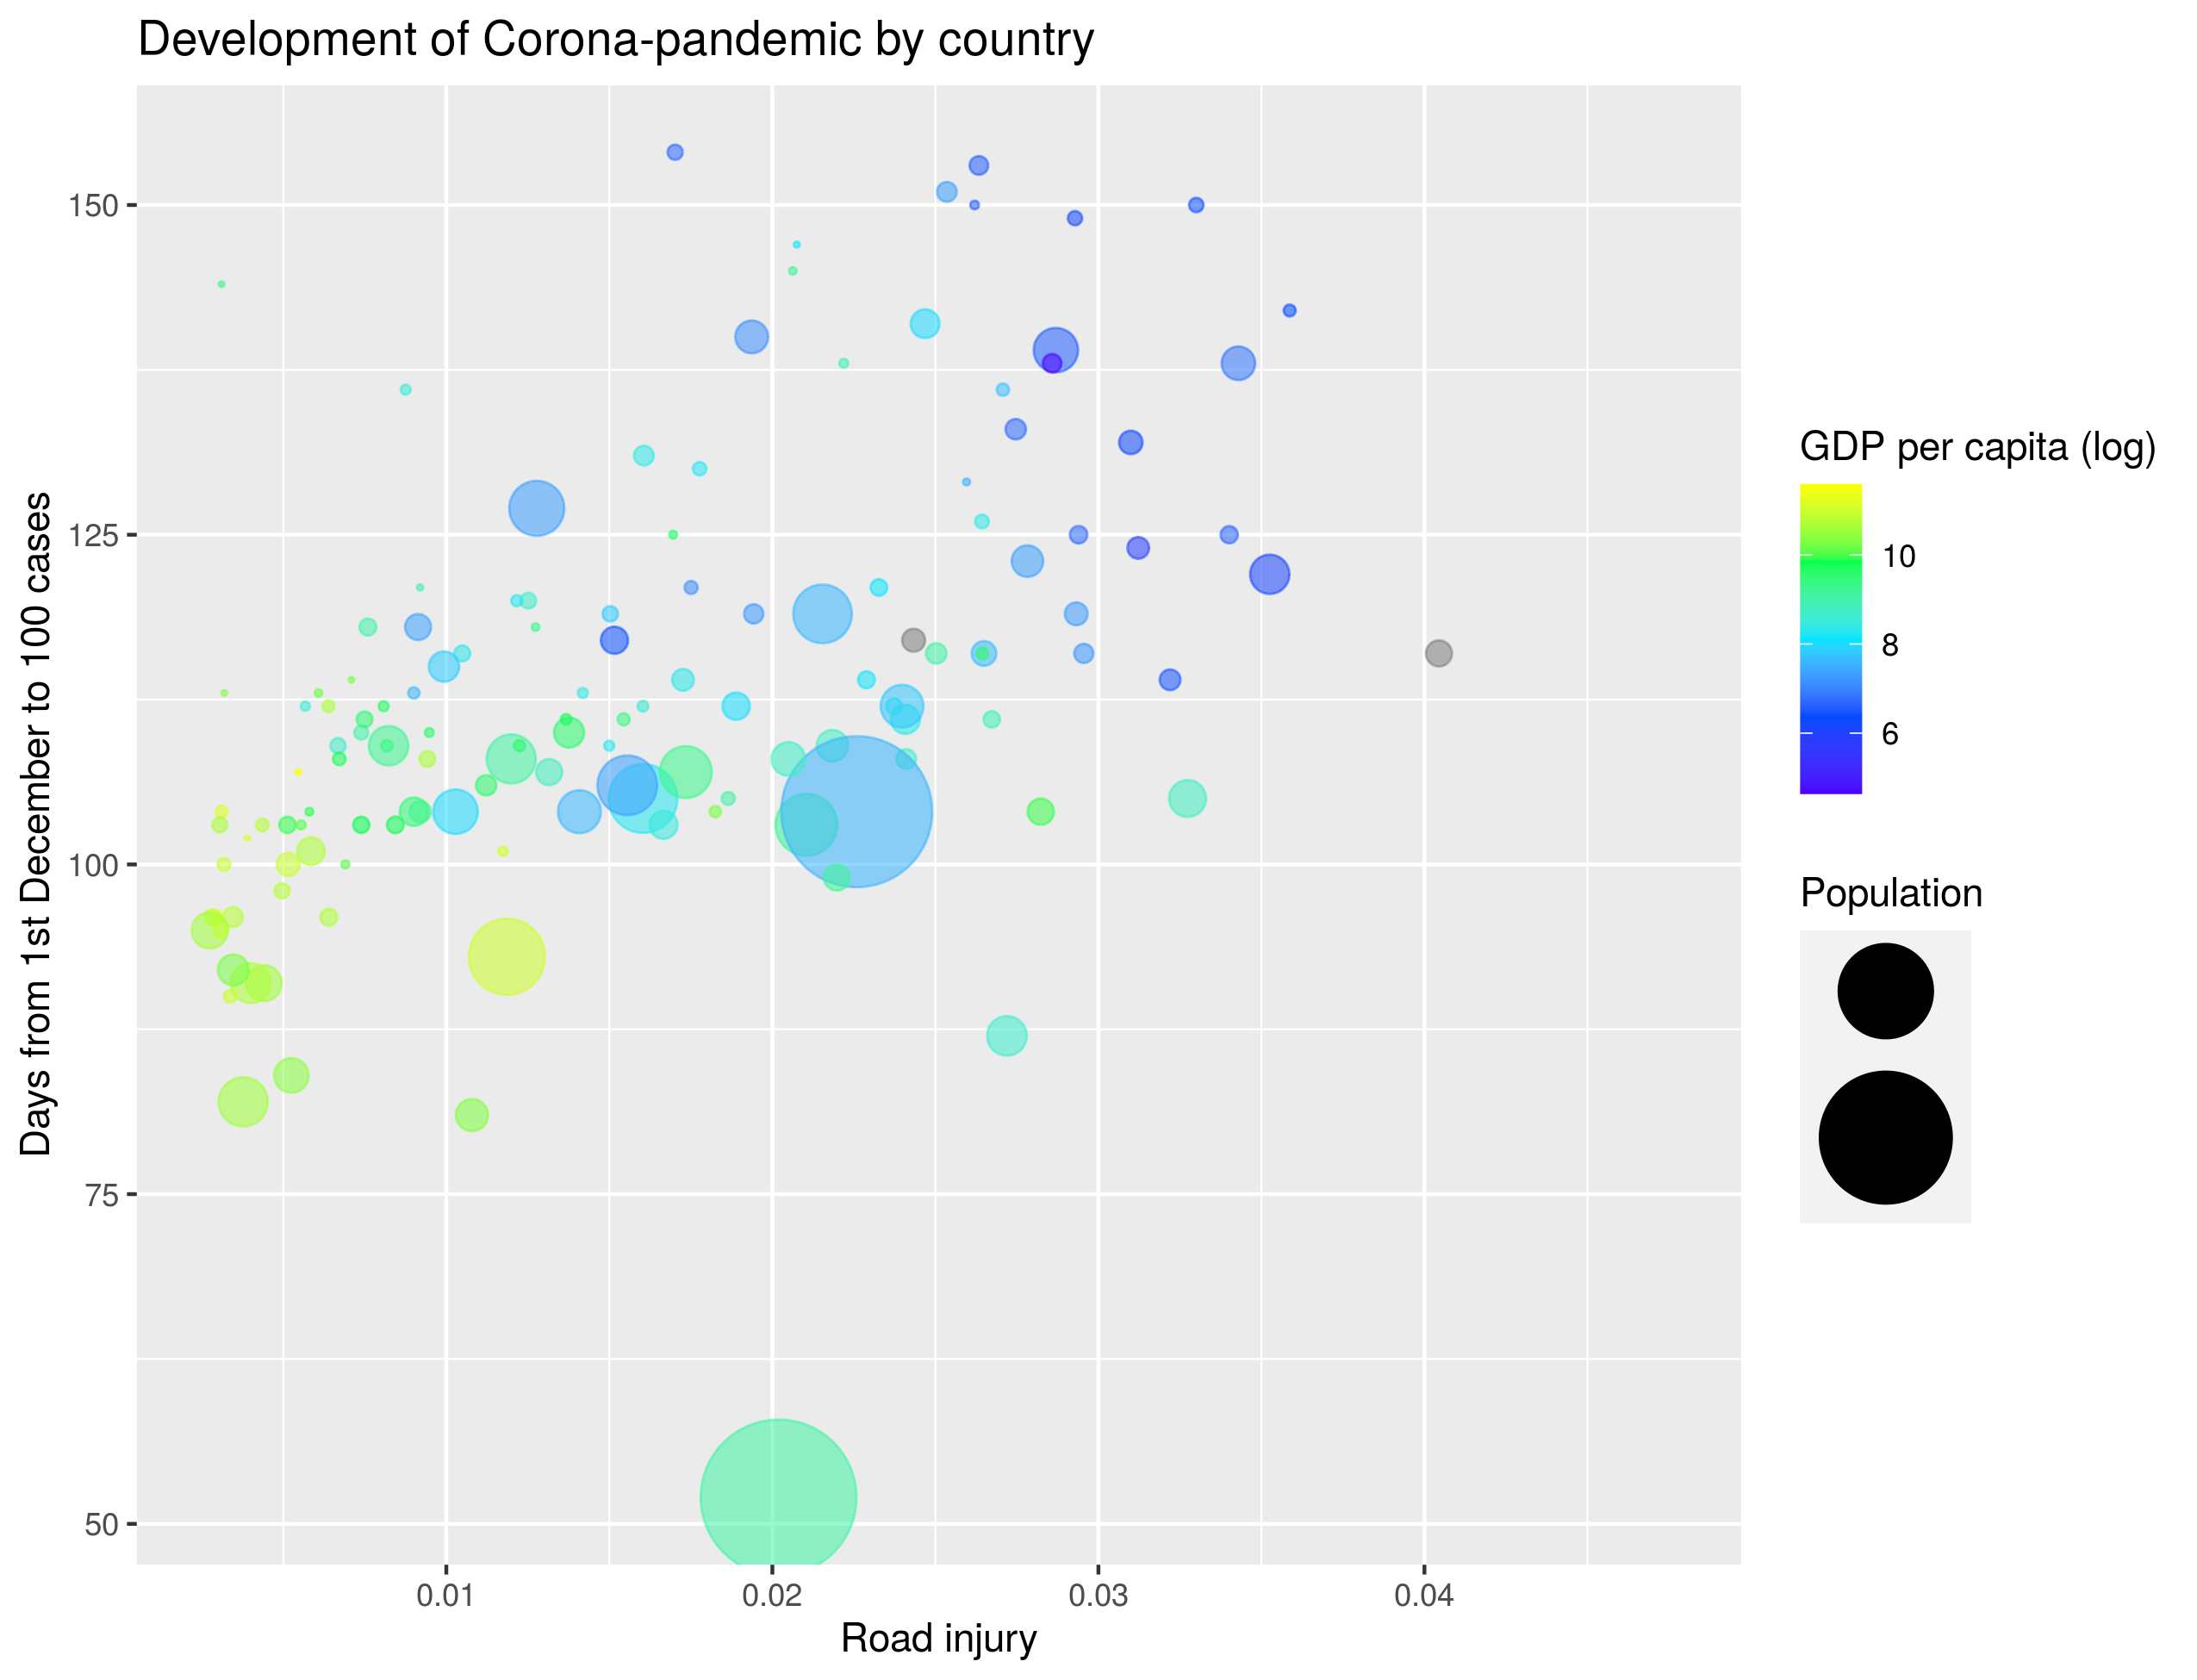 Development of Corona-pandemic by country
Days from 1st December to 100 cases
150
125
100
75
50
0.01
0.02
0.03
0.04
Road injury
GDP per capita (log)
10
8
6
Population